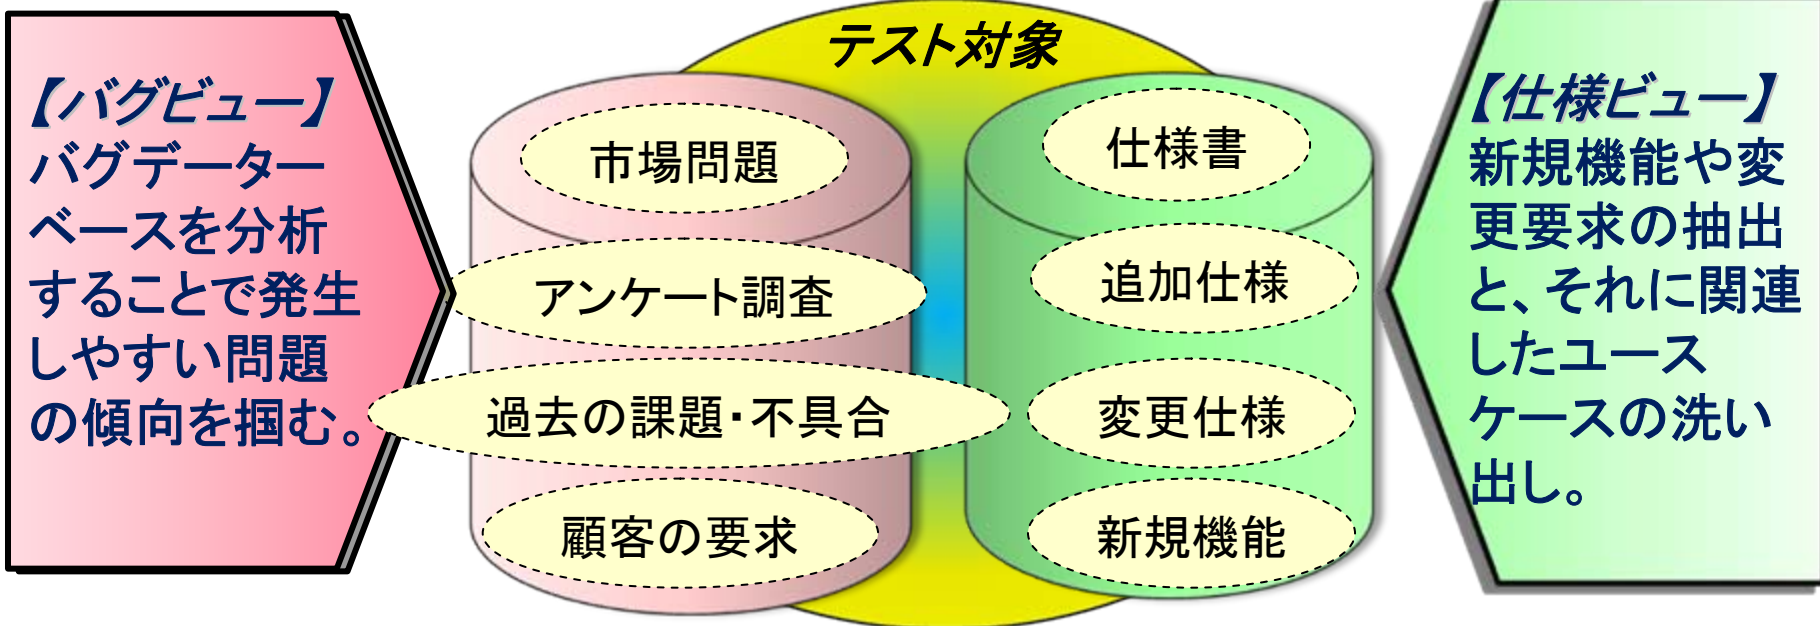 テスト対象
【バグビュー】
バグデーター
ベースを分析
することで発生
しやすい問題
の傾向を掴む。
市場問題
アンケート調査
過去の課題・不具合
顧客の要求
仕様書
追加仕様
変更仕様
新規機能
【仕様ビュー】
新規機能や変
更要求の抽出
と、それに関連
したユース
ケースの洗い
出し。